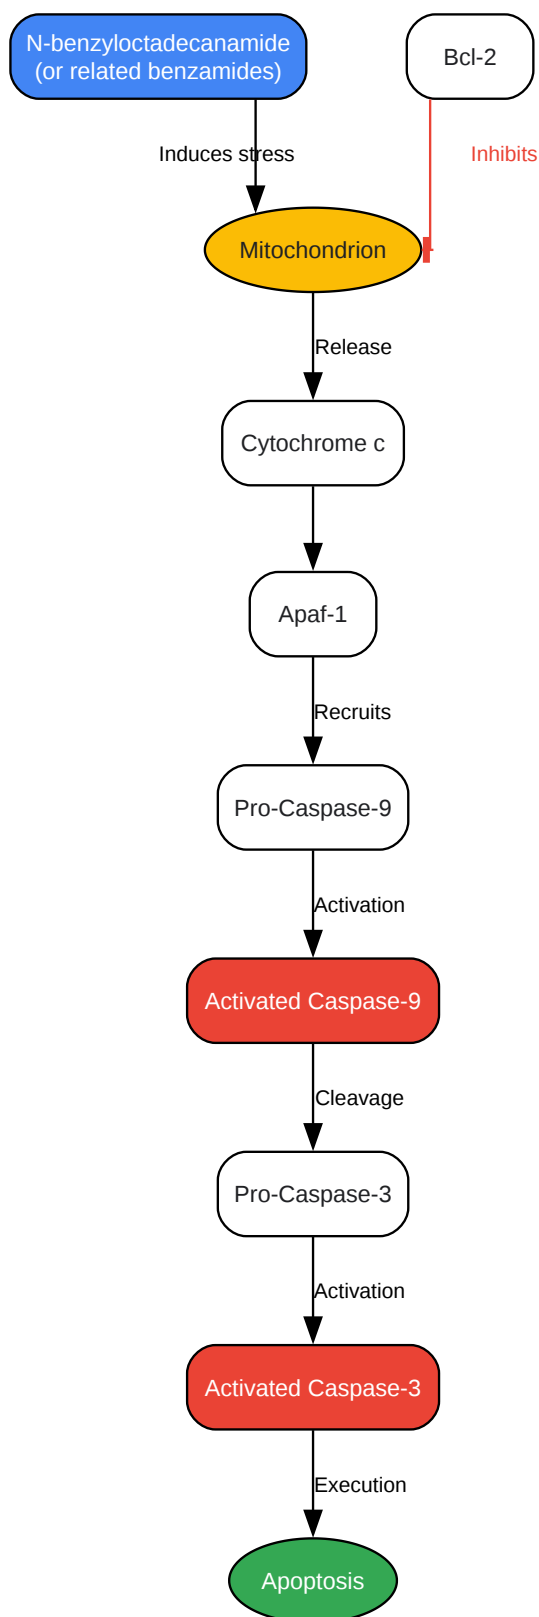 N-benzyloctadecanamide
(or related benzamides)
Bcl-2
Induces stress
Inhibits
Mitochondrion
Release
Cytochrome c
Apaf-1
Recruits
Pro-Caspase-9
Activation
Activated Caspase-9
Cleavage
Pro-Caspase-3
Activation
Activated Caspase-3
Execution
Apoptosis